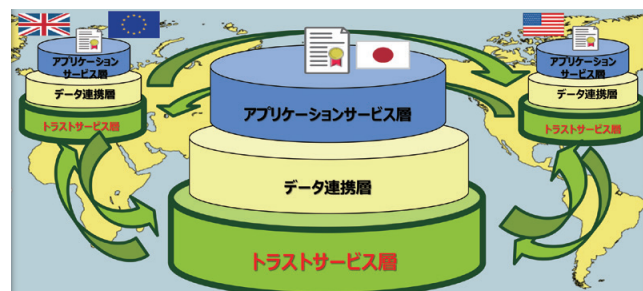 アプリケーション
サービス層
データ連携層
トラストサービス層
アプリケーションサービス層
データ連携層
トラストサービス層
アプリケーション
サービス層
データ連携層
トラストサービス層